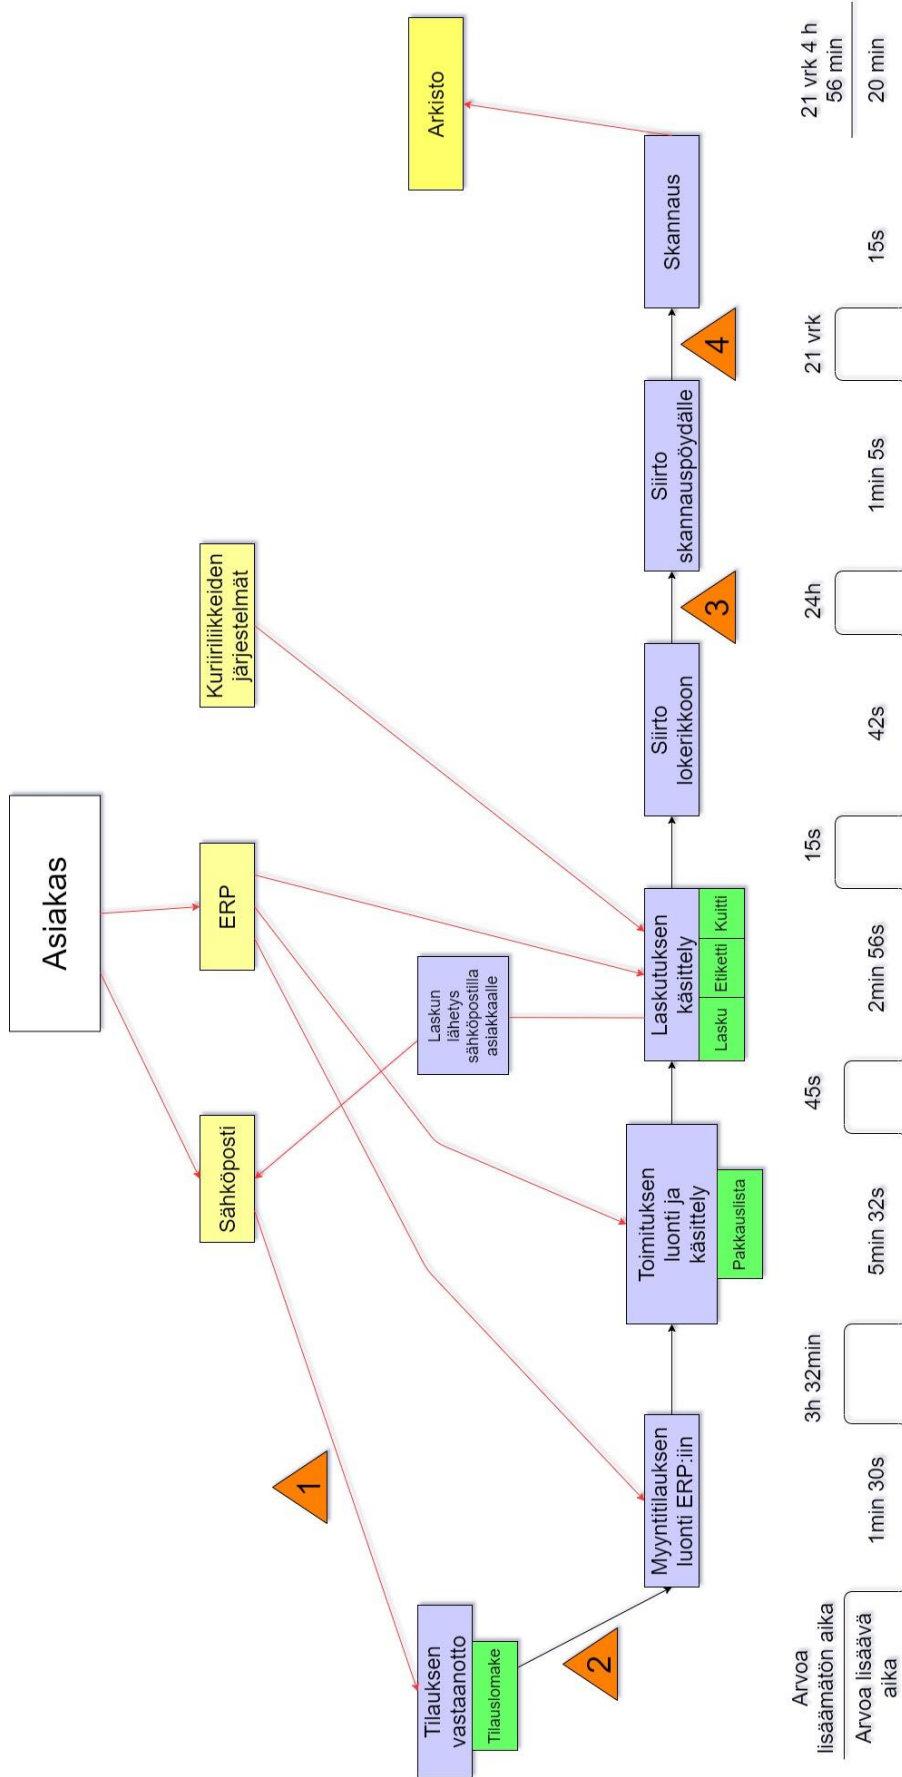 Asiakas
Sähköposti
ERP
Kuriiriliikkeiden
järjestelmät
1
Tilauksen
vastaanotto
Tilauslomake
Laskun
lähetys
sähköpostilla
asiakkaalle
Arkisto
2
Myyntitilauksen
luonti ERP:iin
Toimituksen
luonti ja
käsittely
Pakkauslista
Laskutuksen
käsittely
Lasku
Etiketti
Kuitti
Siirto
lokerikkoon
3
Siirto
skannauspöydälle
4
Skannaus
Arvoa
lisäämätön aika
3h 32min
45s
15s
24h
21 vrk
21 vrk 4 h
56 min
Arvoa lisäävä
aika
1min 30s
5min 32s
2min 56s
42s
1min 5s
15s
20 min